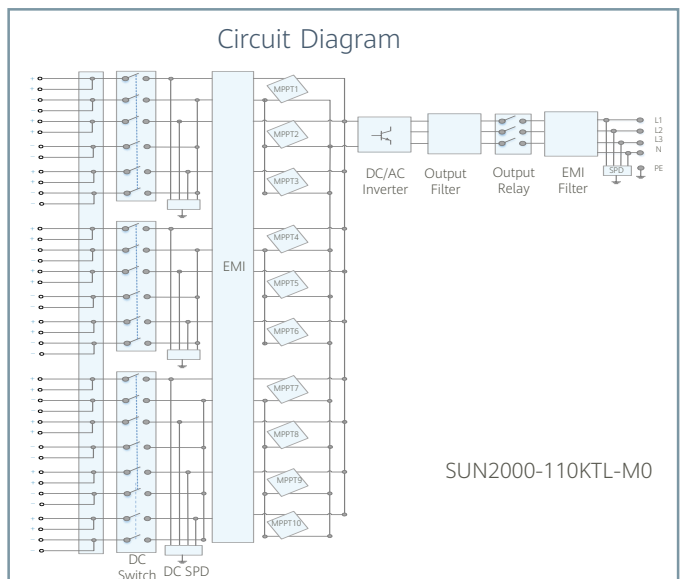 Circuit Diagram
MPPT1
MPPT2
MPPT3
MPPT4
MPPT5
MPPT6
MPPT7
MPPT8
MPPT9
MPPT10
EMI
DC
Switch
DC SPD
DC/AC
Inverter
Output
Filter
Output
Relay
EMI
Filter
SPD
L1
L2
L3
N
PE
SUN2000-110KTL-M0